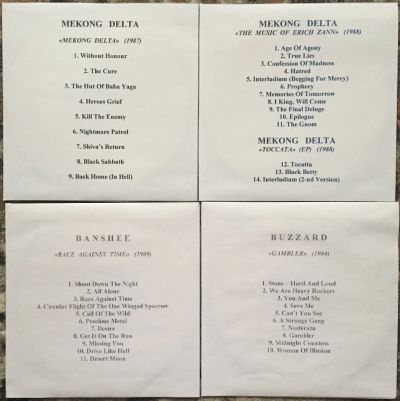 MEKONG DELTA
«MEKONG DELTA» (1987)
1. Without Honour
2. The Cure
3. The Hut Of Baba Yaga
4. Heroes Grief
5. Kill The Enemy
6. Nightmare Patrol
7. Shiva's Return
8. Black Sabbath
9. Back Home (In Hell)
MEKONG DELTA
«THE MUSIC OF ERICH ZANN» (1988)
1. Age Of Agony
2. True Lies
3. Confession Of Madness
4. Hatred
5. Interludium (Begging For Mercy)
6. Prophecy
7. Memories Of Tomorrow
8. I King, Will Come
9. The Final Deluge
10. Epilogue
11. The Gnom
MEKONG DELTA
«TOCCATA» (EP) (1988)
12. Tocatta
13. Black Betty
14. Interludium (2-nd Version)
BANSHEE
«RACE AGAINST TIME» (1989)
1. Shoot Down The Night
2. All Alone
3. Race Against Time
4. Circular Flight Of The One Winged Sparrow
5. Call Of The Wild
6. Precious Metal
7. Desire
8. Get It On The Run
9. Missing You
10. Drive Like Hell
11. Desert Moon
BUZZARD
«GAMBLER» (1984)
1. Stone – Hard And Loud
2. We Are Heavy Rockers
3. You And Me
4. Save Me
5. Can't You See
6. A Strange Gang
7. Nosferatu
8. Gambler
9. Midnight Countess
10. Woman Of Illusion